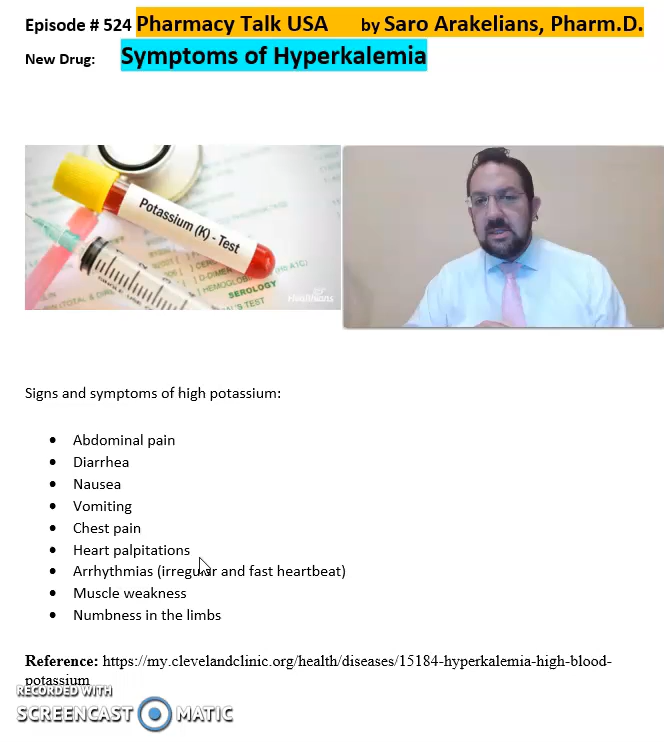 Episode # 524 Pharmacy Talk USA by Saro Arakelians, Pharm.D.
New Drug: Symptoms of Hyperkalemia
Potassium (K) - Test
SEROLOGY
Signs and symptoms of high potassium:
• Abdominal pain
• Diarrhea
• Nausea
• Vomiting
• Chest pain
• Heart palpitations
• Arrhythmias (irregular and fast heartbeat)
• Muscle weakness
• Numbness in the limbs
Reference: https://my.clevelandclinic.org/health/diseases/15184-hyperkalemia-high-blood-
potassium
RECORDED WITH
SCREENCAST MATIC